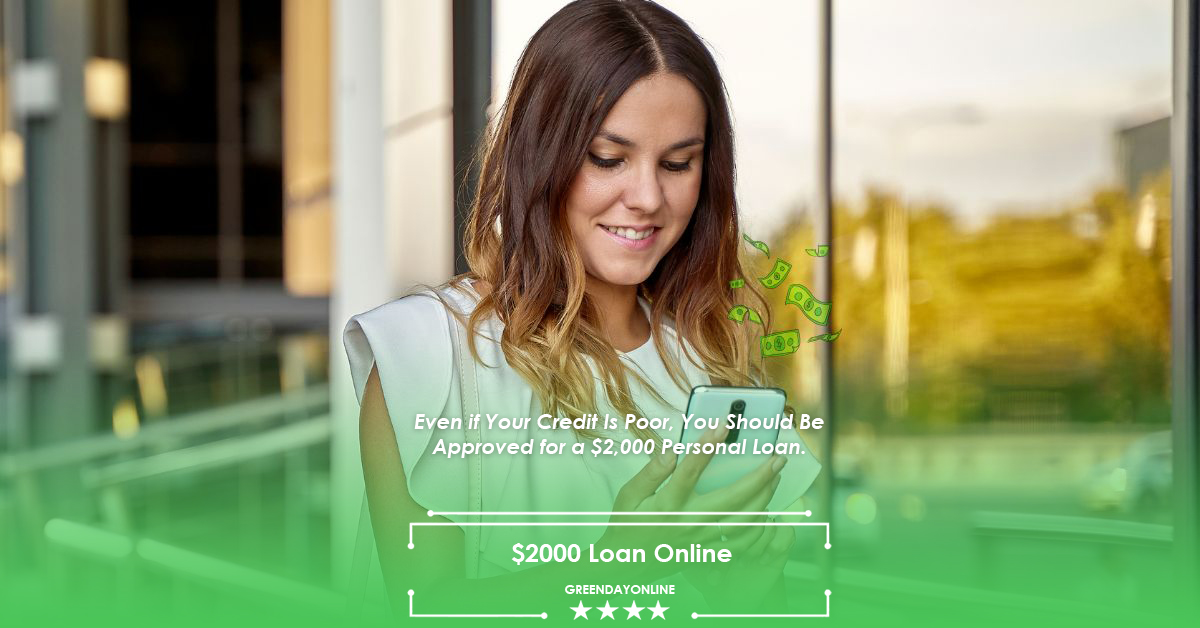 Even if Your Credit Is Poor, You Should Be
Approved for a $2,000 Personal Loan.
$2000 Loan Online
GREENDAYONLINE